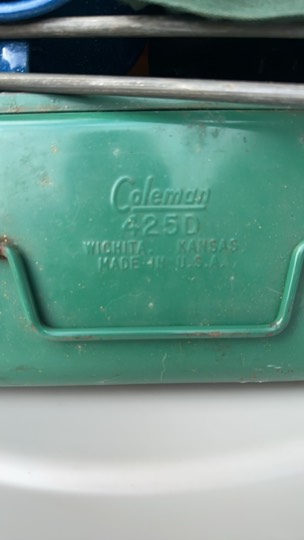 Coleman
425D
WICHITA, KANSAS
MADE IN U.S.A.